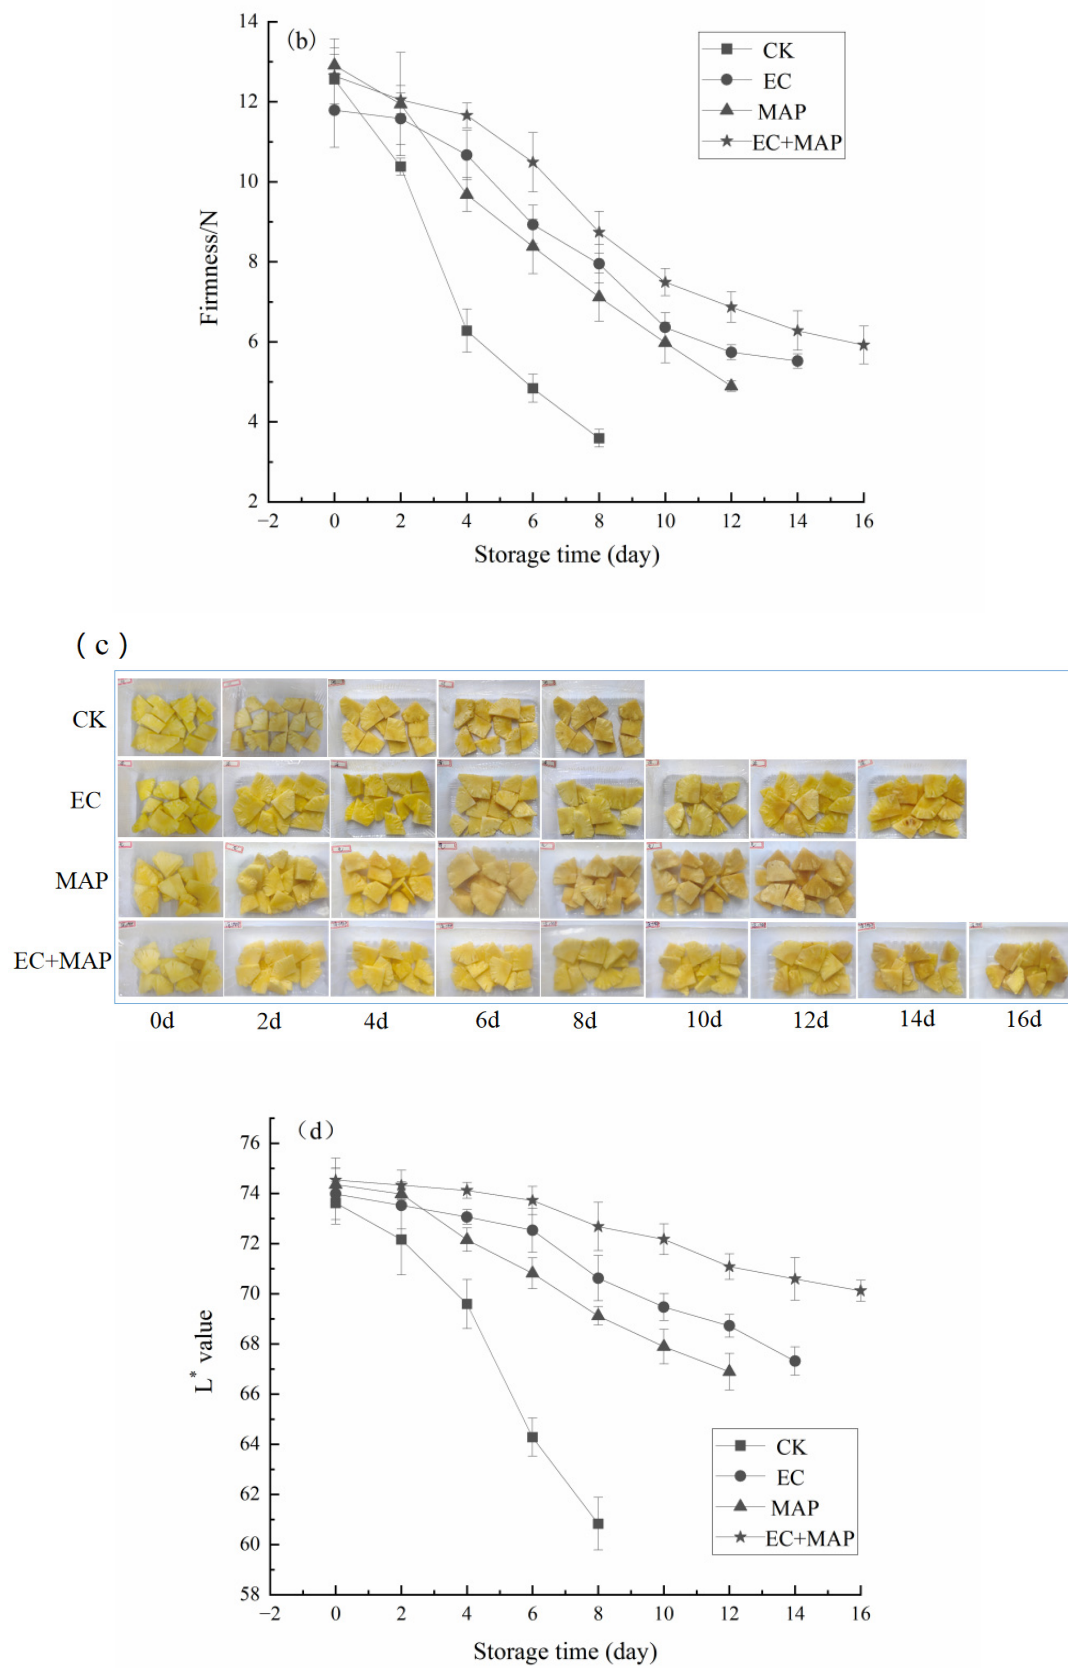 14
(b)
CK
EC
MAP
EC+MAP
12
10
8
6
4
2
Firmness/N
−2 0 2 4 6 8 10 12 14 16
Storage time (day)
( c )
CK
EC
MAP
EC+MAP
0d 2d 4d 6d 8d 10d 12d 14d 16d
(d)
76
74
72
70
68
66
64
62
60
58
L* value
CK
EC
MAP
EC+MAP
−2 0 2 4 6 8 10 12 14 16
Storage time (day)